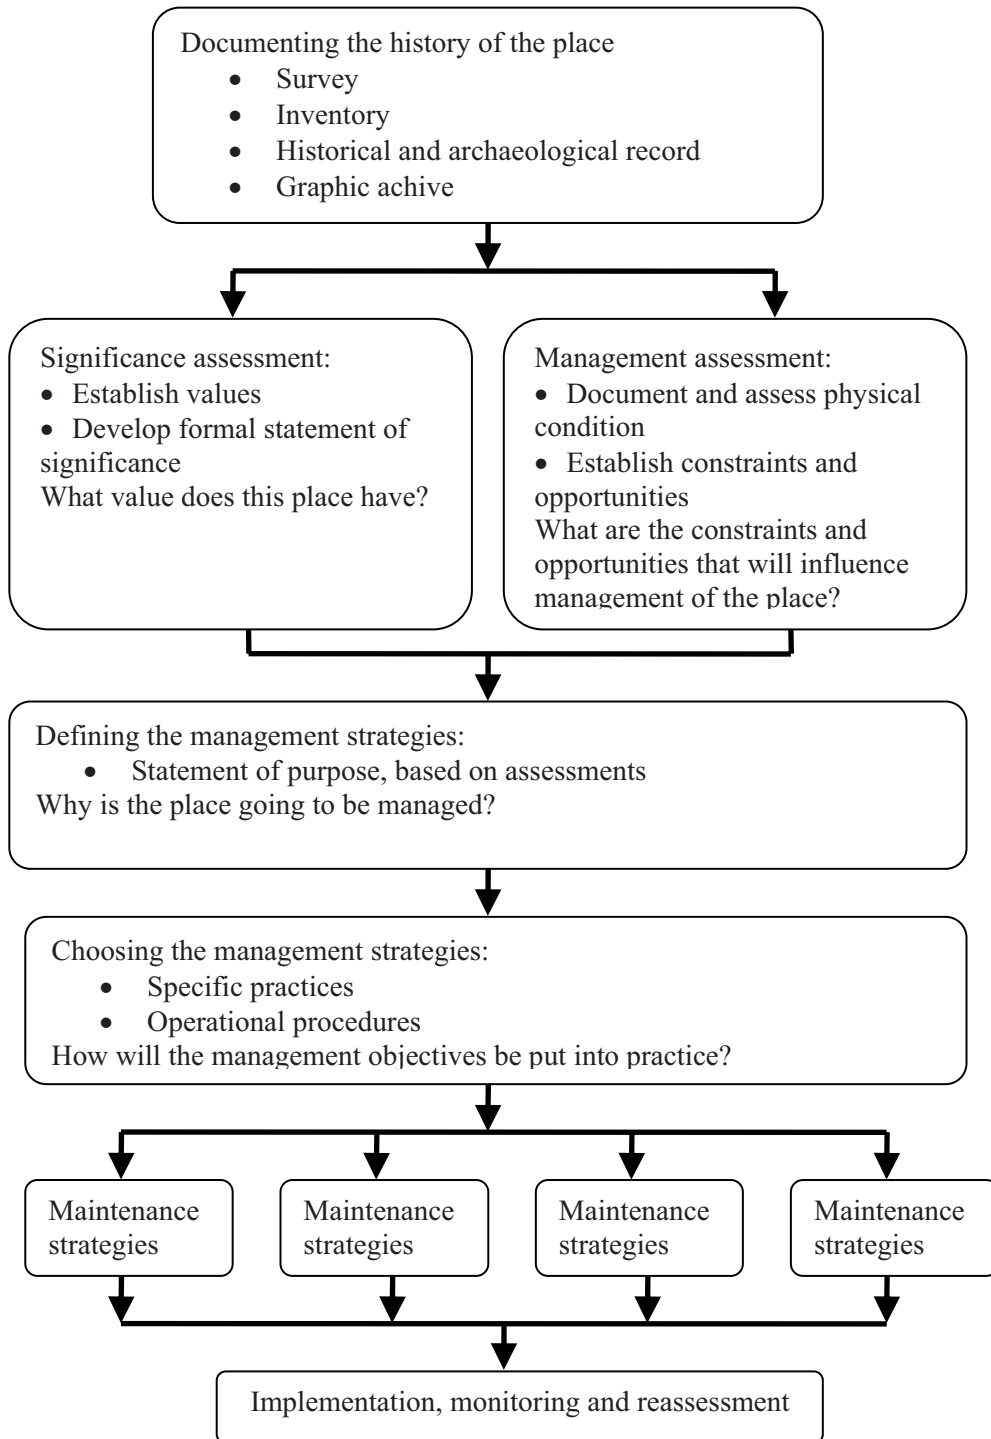 Documenting the history of the place
• Survey
• Inventory
• Historical and archaeological record
• Graphic achive
Significance assessment:
• Establish values
• Develop formal statement of
significance
What value does this place have?
Management assessment:
• Document and assess physical
condition
• Establish constraints and
opportunities
What are the constraints and
opportunities that will influence
management of the place?
Defining the management strategies:
• Statement of purpose, based on assessments
Why is the place going to be managed?
Choosing the management strategies:
• Specific practices
• Operational procedures
How will the management objectives be put into practice?
Maintenance
strategies
Maintenance
strategies
Maintenance
strategies
Maintenance
strategies
Implementation, monitoring and reassessment